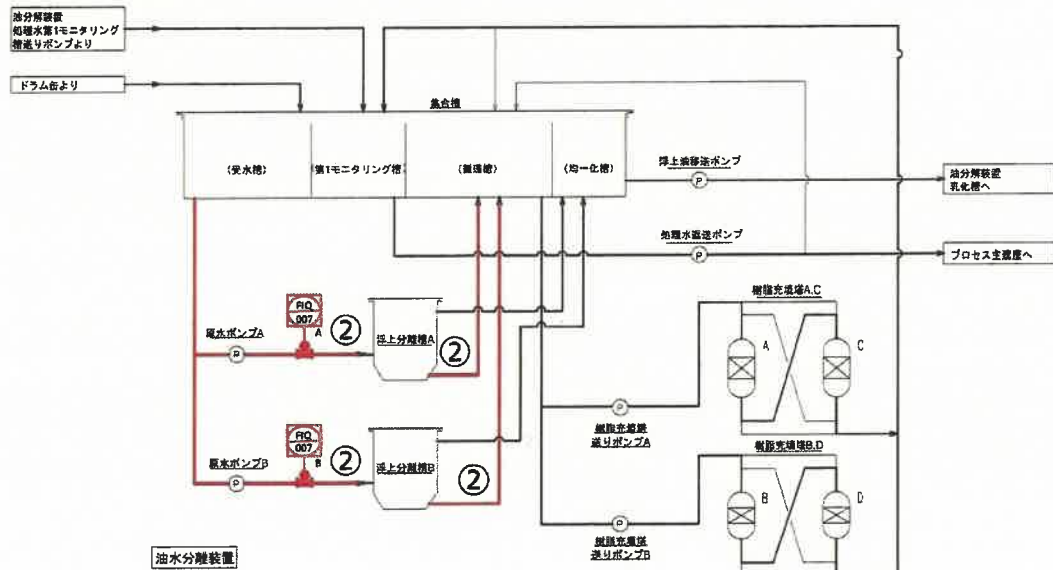 油分解装置
処理水第1モニタリング
槽送りポンプより
ドラム缶より
集合槽
(受水槽)
(第1モニタリング槽)
(循環槽)
(均一化槽)
浮上油移送ポンプ
P
油分解装置
乳化槽へ
処理水返送ポンプ
P
プロセス主濃度へ
樹脂充填塔A,C
A
C
FIQ
007
A
原水ポンプA
P
②
浮上分離槽A
②
P
樹脂充填塔
送りポンプA
樹脂充填塔B,D
B
D
FIQ
007
B
原水ポンプB
P
②
浮上分離槽B
②
P
樹脂充填塔
送りポンプB
油水分離装置